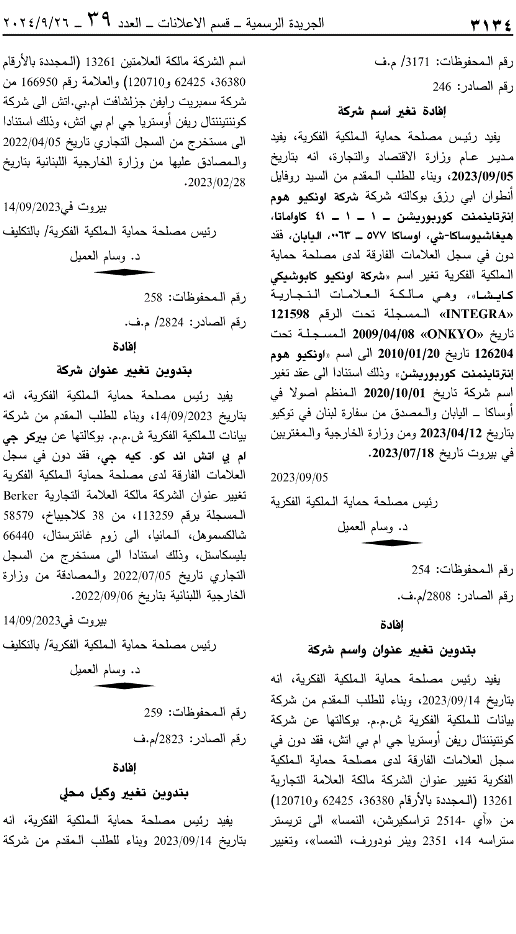 ٣١٣٤
الجريدة الرسمية ـ قسم الاعلانات ـ العدد ٣٩ ـ ٢٠٢٤/٩/٢٦
رقم المحفوظات: 3171/ م.ف
رقم الصادر: 246
إفادة تغير أسم شركة
يفيد رئيس مصلحة حماية الملكية الفكرية، يفيد
مدير عام وزارة الاقتصاد والتجارة، انه بتاريخ
2023/09/05، وبناء للطلب المقدم من السيد روفايل
أنطوان ابي رزق بوكالته شركة شركة اونكيو هوم
إنترتاينمنت كوربوريشن ـ ١ ـ ١ ـ ٤١ كاواماتا،
هيغاشيوساكا-شي، اوساكا ٥٧٧ ـ ٠٠٦٣، اليابان، فقد
دون في سجل العلامات الفارقة لدى مصلحة حماية
الملكية الفكرية تغير اسم «شركة اونكيو كابوشيكي
كايشا»، وهي مالكة العلامات التجارية
«INTEGRA» المسجلة تحت الرقم 121598
تاريخ 2009/04/08 «ONKYO» المسجلة تحت
126204 تاريخ 2010/01/20 الى اسم «اونكيو هوم
إنترتاينمنت كوربوريشن» وذلك استنادا الى عقد تغير
اسم شركة تاريخ 2020/10/01 المنظم اصولا في
أوساكا ـ اليابان والمصدق من سفارة لبنان في توكيو
بتاريخ 2023/04/12 ومن وزارة الخارجية والمغتربين
في بيروت تاريخ 2023/07/18.
2023/09/05
رئيس مصلحة حماية الملكية الفكرية
د. وسام العميل
رقم المحفوظات: 254
رقم الصادر: 2808/م.ف.
إفادة
بتدوين تغيير عنوان واسم شركة
يفيد رئيس مصلحة حماية الملكية الفكرية، انه
بتاريخ 2023/09/14، وبناء للطلب المقدم من شركة
بيانات للملكية الفكرية ش.م.م. بوكالتها عن شركة
كونتيننتال ريفن أوستريا جي ام بي اتش، فقد دون في
سجل العلامات الفارقة لدى مصلحة حماية الملكية
الفكرية تغيير عنوان الشركة مالكة العلامة التجارية
13261 (المجددة بالأرقام 36380، 62425 و120710)
من «آي -2514 تراسكيرشن، النمسا» الى تريستر
ستراسه 14، 2351 وينر نودورف، النمسا»، وتغيير
اسم الشركة مالكة العلامتين 13261 (المجددة بالأرقام
36380، 62425 و120710) والعلامة رقم 166950 من
شركة سمبريت رايفن جزلشافت ام.بي.اتش الى شركة
كونتيننتال ريفن أوستريا جي ام بي اتش، وذلك استنادا
الى مستخرج من السجل التجاري تاريخ 2022/04/05
والمصادق عليها من وزارة الخارجية اللبنانية بتاريخ
2023/02/28.
بيروت في14/09/2023
رئيس مصلحة حماية الملكية الفكرية/ بالتكليف
د. وسام العميل
رقم المحفوظات: 258
رقم الصادر: 2824/ م.ف.
إفادة
بتدوين تغيير عنوان شركة
يفيد رئيس مصلحة حماية الملكية الفكرية، انه
بتاريخ 14/09/2023، وبناء للطلب المقدم من شركة
بيانات للملكية الفكرية ش.م.م. بوكالتها عن بيركر جي
ام بي اتش اند كو. كيه جي، فقد دون في سجل
العلامات الفارقة لدى مصلحة حماية الملكية الفكرية
تغيير عنوان الشركة مالكة العلامة التجارية Berker
المسجلة برقم 113259، من 38 كلاجيباخ، 58579
شالكسموهل، المانيا، الى زوم غانترستال، 66440
بليسكاستل، وذلك استنادا الى مستخرج من السجل
التجاري تاريخ 2022/07/05 والمصادقة من وزارة
الخارجية اللبنانية بتاريخ 2022/09/06.
بيروت في14/09/2023
رئيس مصلحة حماية الملكية الفكرية/ بالتكليف
د. وسام العميل
رقم المحفوظات: 259
رقم الصادر: 2823/م.ف
إفادة
بتدوين تغيير وكيل محلي
يفيد رئيس مصلحة حماية الملكية الفكرية، انه
بتاريخ 2023/09/14 وبناء للطلب المقدم من شركة